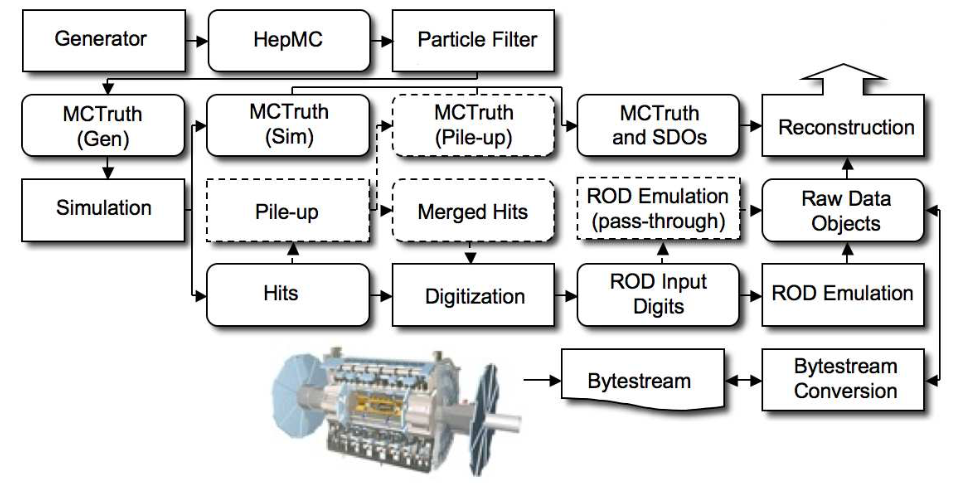 Generator
HepMC
Particle Filter
MCTruth
(Gen)
MCTruth
(Sim)
MCTruth
(Pile-up)
MCTruth
and SDOs
Reconstruction
Simulation
Pile-up
Merged Hits
ROD Emulation
(pass-through)
Raw Data
Objects
Hits
Digitization
ROD Input
Digits
ROD Emulation
Bytestream
Bytestream
Conversion